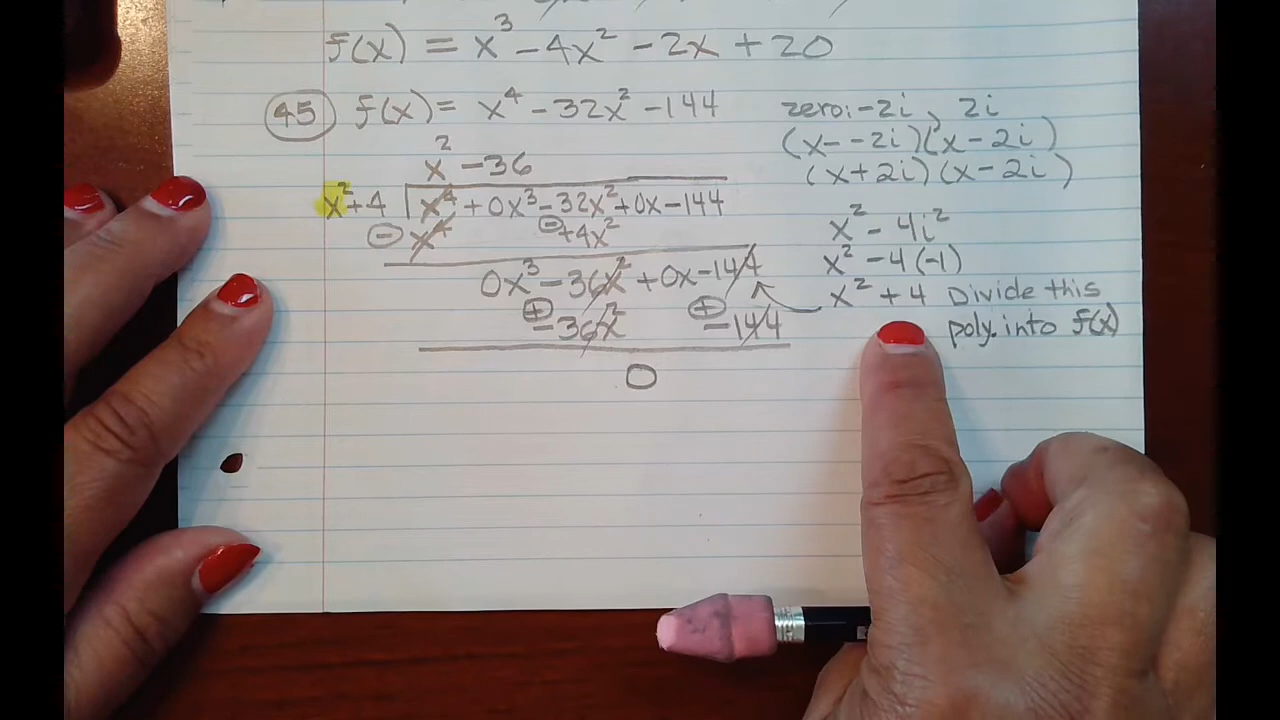 f(x) = x³ - 4x² - 2x + 20
45 f(x) = x⁴ - 32x² - 144
x² - 36
x² + 4 x⁴ + 0x³ - 32x² + 0x - 144
- x⁴ - +4x²
0x³ - 36x² + 0x - 144
+ - 36x² + - 144
0
zero: -2i, 2i
(x - -2i)(x - 2i)
(x + 2i)(x - 2i)
x² - 4i²
x² - 4(-1)
x² + 4 Divide this
poly. into f(x)